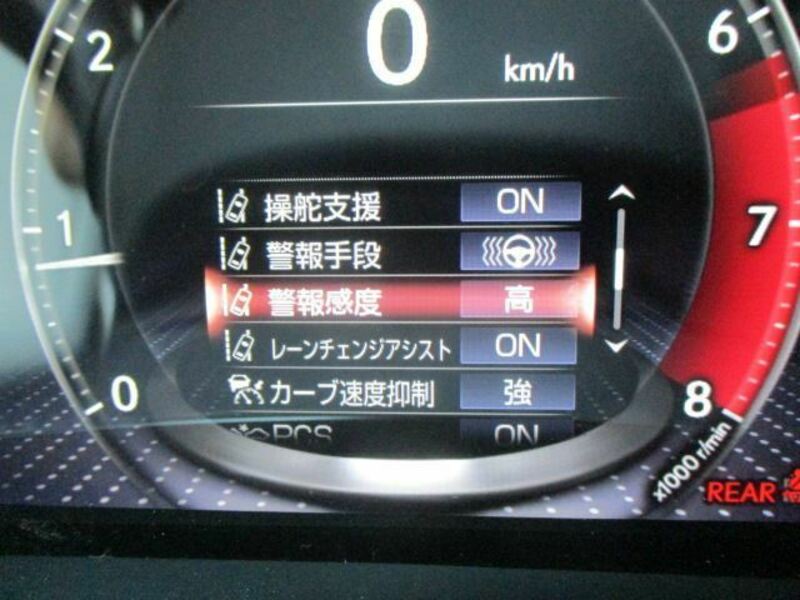 0
km/h
2
6
1
7
0
8
操舵支援 ON
警報手段
警報感度 高
レーンチェンジアシスト ON
カーブ速度抑制 強
PCS ON
x1000 r/min
REAR